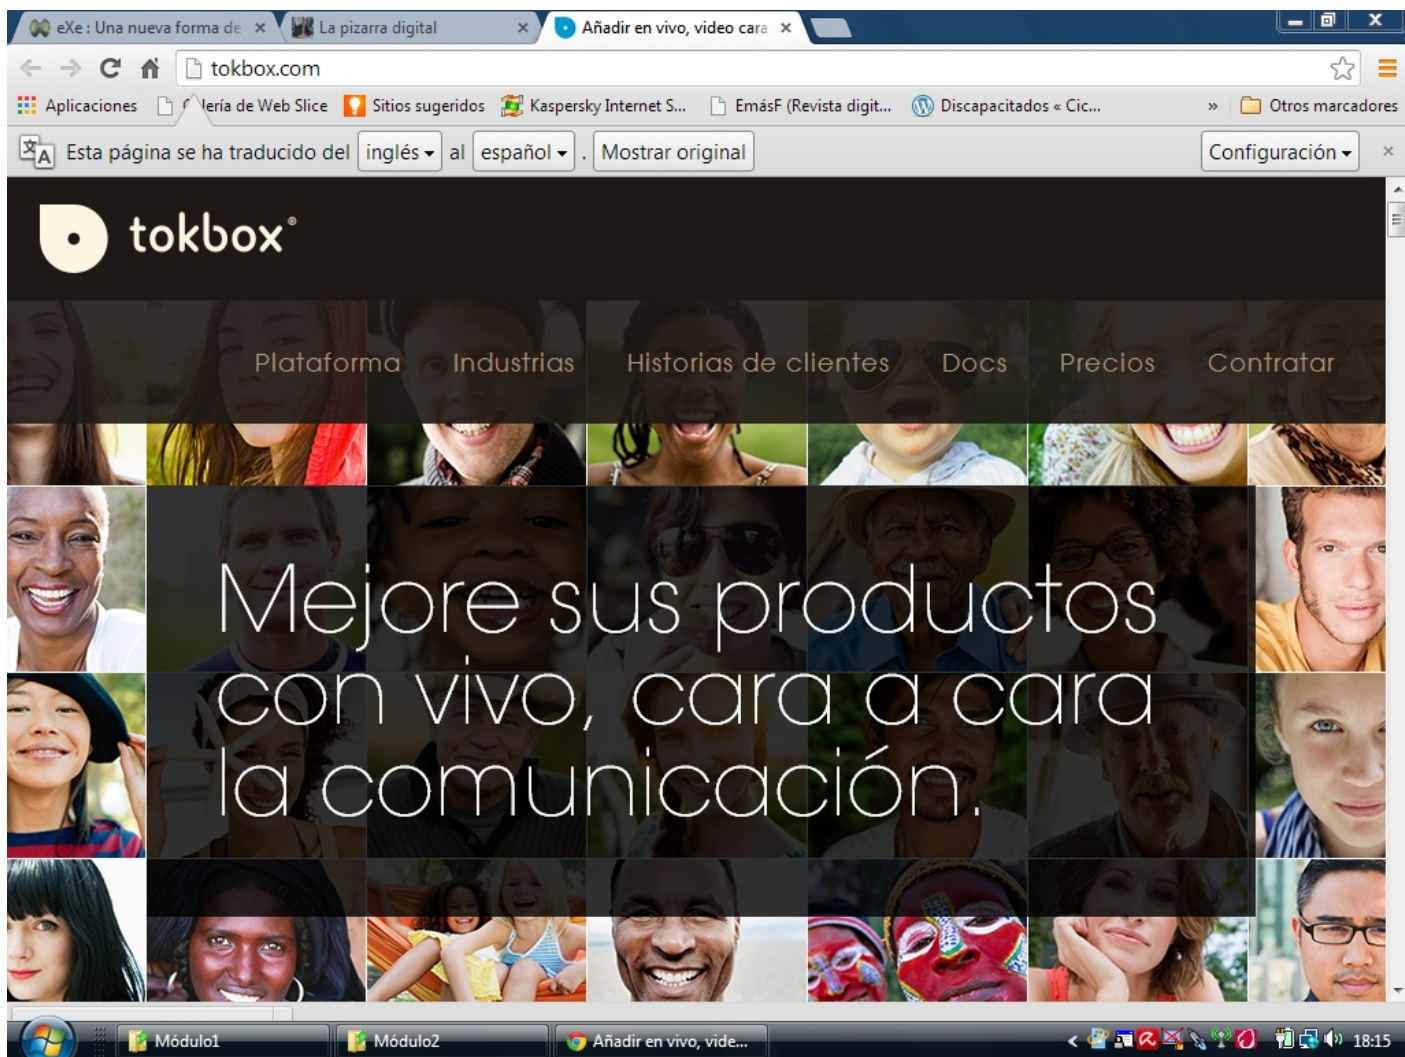 eXe : Una nueva forma de
La pizarra digital
Añadir en vivo, video cara
tokbox.com
Aplicaciones
lería de Web Slice
Sitios sugeridos
Kaspersky Internet S...
EmásF (Revista digit...
Discapacitados « Cic...
»
Otros marcadores
Esta página se ha traducido del inglés al español . Mostrar original
Configuración
tokbox®
Plataforma Industrias Historias de clientes Docs Precios Contratar
Mejore sus productos
con vivo, cara a cara
la comunicación.
Módulo1
Módulo2
Añadir en vivo, vide...
18:15